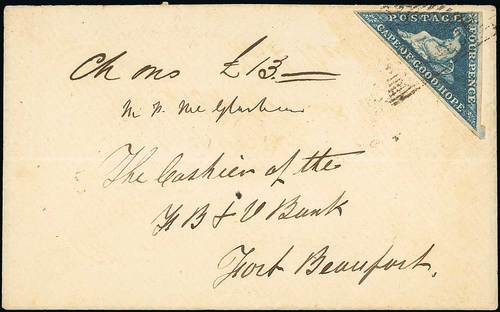 POSTAGE
FOUR PENCE
CAPE OF GOOD HOPE
Ch ons £13.—
The Cashier of the
F B & V Bank
Fort Beaufort.